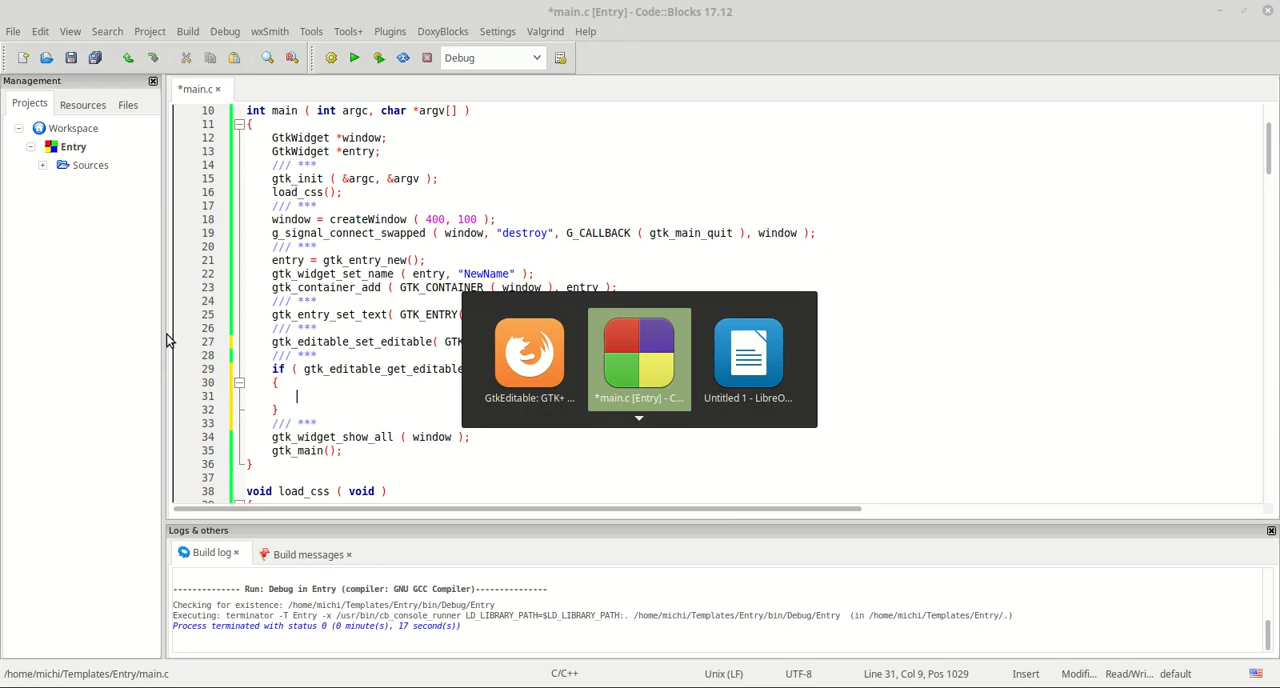 *main.c [Entry] - Code::Blocks 17.12
File Edit View Search Project Build Debug wxSmith Tools Tools+ Plugins DoxyBlocks Settings Valgrind Help
Debug
Management
Projects Resources Files
Workspace
Entry
Sources
*main.c
10 int main ( int argc, char *argv[] )
11 {
12 GtkWidget *window;
13 GtkWidget *entry;
14 /// ***
15 gtk_init ( &argc, &argv );
16 load_css();
17 /// ***
18 window = createWindow ( 400, 100 );
19 g_signal_connect_swapped ( window, "destroy", G_CALLBACK ( gtk_main_quit ), window );
20 /// ***
21 entry = gtk_entry_new();
22 gtk_widget_set_name ( entry, "NewName" );
23 gtk_container_add ( GTK_CONTAINER ( window ), entry );
24 /// ***
25 gtk_entry_set_text( GTK_ENTRY(
26 /// ***
27 gtk_editable_set_editable( GTK
28 /// ***
29 if ( gtk_editable_get_editable
30 {
31
32 }
33 /// ***
34 gtk_widget_show_all ( window );
35 gtk_main();
36 }
37
38 void load_css ( void )
GtkEditable: GTK+ ...
*main.c [Entry] - C...
Untitled 1 - LibreO...
Logs & others
Build log
Build messages
-------------- Run: Debug in Entry (compiler: GNU GCC Compiler)---------------
Checking for existence: /home/michi/Templates/Entry/bin/Debug/Entry
Executing: terminator -T Entry -x /usr/bin/cb_console_runner LD_LIBRARY_PATH=$LD_LIBRARY_PATH:. /home/michi/Templates/Entry/bin/Debug/Entry (in /home/michi/Templates/Entry/.)
Process terminated with status 0 (0 minute(s), 17 second(s))
/home/michi/Templates/Entry/main.c C/C++ Unix (LF) UTF-8 Line 31, Col 9, Pos 1029 Insert Modifi... Read/Wri... default